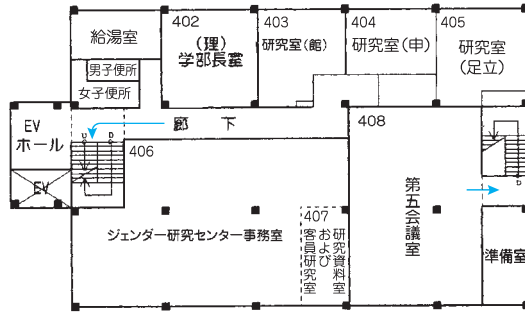 402
403
404
405
給湯室
(理)
学部長室
研究室(館)
研究室(申)
研究室
(足立)
男子便所
女子便所
EV
ホール
廊下
U
D
EV
406
408
ジェンダー研究センター事務室
407
研究資料室
および
客員研究室
第五会議室
準備室
D